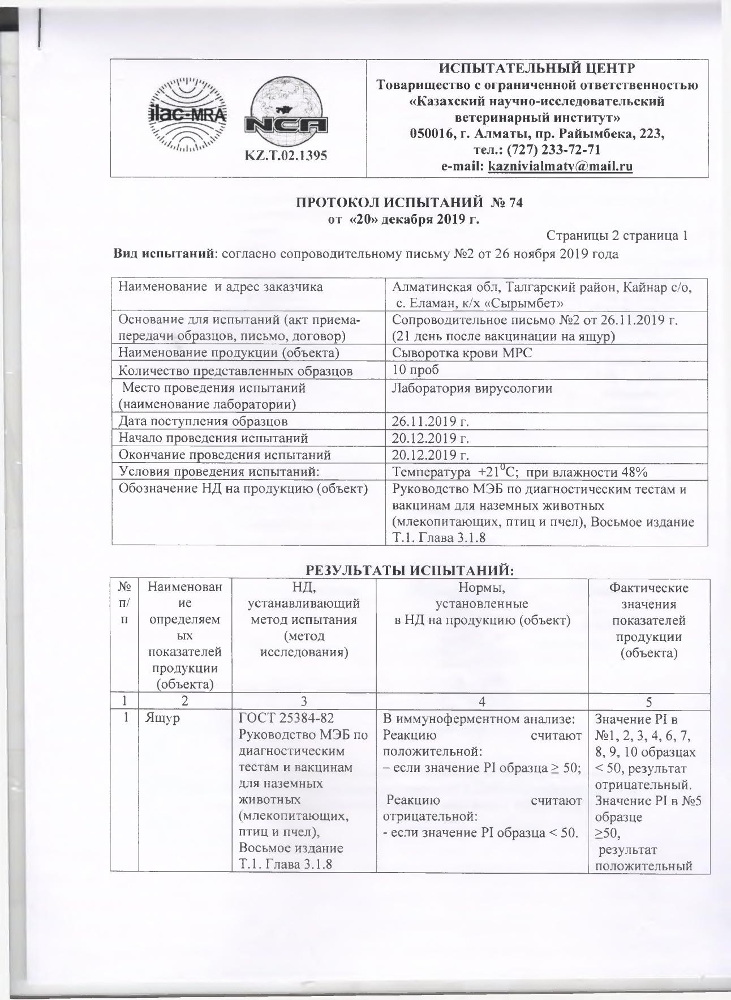 ilac-MRA
NCA
KZ.T.02.1395
ИСПЫТАТЕЛЬНЫЙ ЦЕНТР
Товарищество с ограниченной ответственностью
«Казахский научно-исследовательский
ветеринарный институт»
050016, г. Алматы, пр. Райымбека, 223,
тел.: (727) 233-72-71
e-mail: kaznivialmaty@mail.ru
ПРОТОКОЛ ИСПЫТАНИЙ № 74
от «20» декабря 2019 г.
Страницы 2 страница 1
Вид испытаний: согласно сопроводительному письму №2 от 26 ноября 2019 года
Наименование и адрес заказчика
Алматинская обл, Талгарский район, Кайнар с/о,
с. Еламан, к/х «Сырымбет»
Основание для испытаний (акт приема-
передачи образцов, письмо, договор)
Сопроводительное письмо №2 от 26.11.2019 г.
(21 день после вакцинации на ящур)
Наименование продукции (объекта)
Сыворотка крови МРС
Количество представленных образцов
10 проб
Место проведения испытаний
(наименование лаборатории)
Лаборатория вирусологии
Дата поступления образцов
26.11.2019 г.
Начало проведения испытаний
20.12.2019 г.
Окончание проведения испытаний
20.12.2019 г.
Условия проведения испытаний:
Температура +21⁰С; при влажности 48%
Обозначение НД на продукцию (объект)
Руководство МЭБ по диагностическим тестам и
вакцинам для наземных животных
(млекопитающих, птиц и пчел), Восьмое издание
Т.1. Глава 3.1.8
РЕЗУЛЬТАТЫ ИСПЫТАНИЙ:
№
п/
п
Наименован
ие
определяем
ых
показателей
продукции
(объекта)
НД,
устанавливающий
метод испытания
(метод
исследования)
Нормы,
установленные
в НД на продукцию (объект)
Фактические
значения
показателей
продукции
(объекта)
1
2
3
4
5
1
Ящур
ГОСТ 25384-82
Руководство МЭБ по
диагностическим
тестам и вакцинам
для наземных
животных
(млекопитающих,
птиц и пчел),
Восьмое издание
Т.1. Глава 3.1.8
В иммуноферментном анализе:
Реакцию считают
положительной:
– если значение PI образца ≥ 50;
Реакцию считают
отрицательной:
- если значение PI образца < 50.
Значение PI в
№1, 2, 3, 4, 6, 7,
8, 9, 10 образцах
< 50, результат
отрицательный.
Значение PI в №5
образце
≥50,
результат
положительный